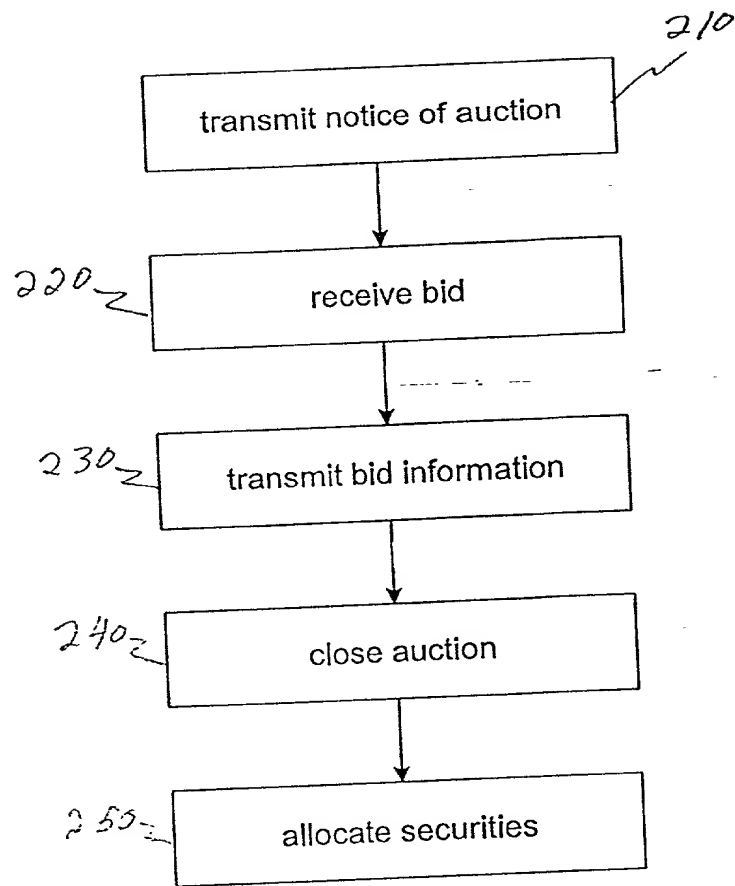 210
transmit notice of auction
220
receive bid
230
transmit bid information
240
close auction
250
allocate securities